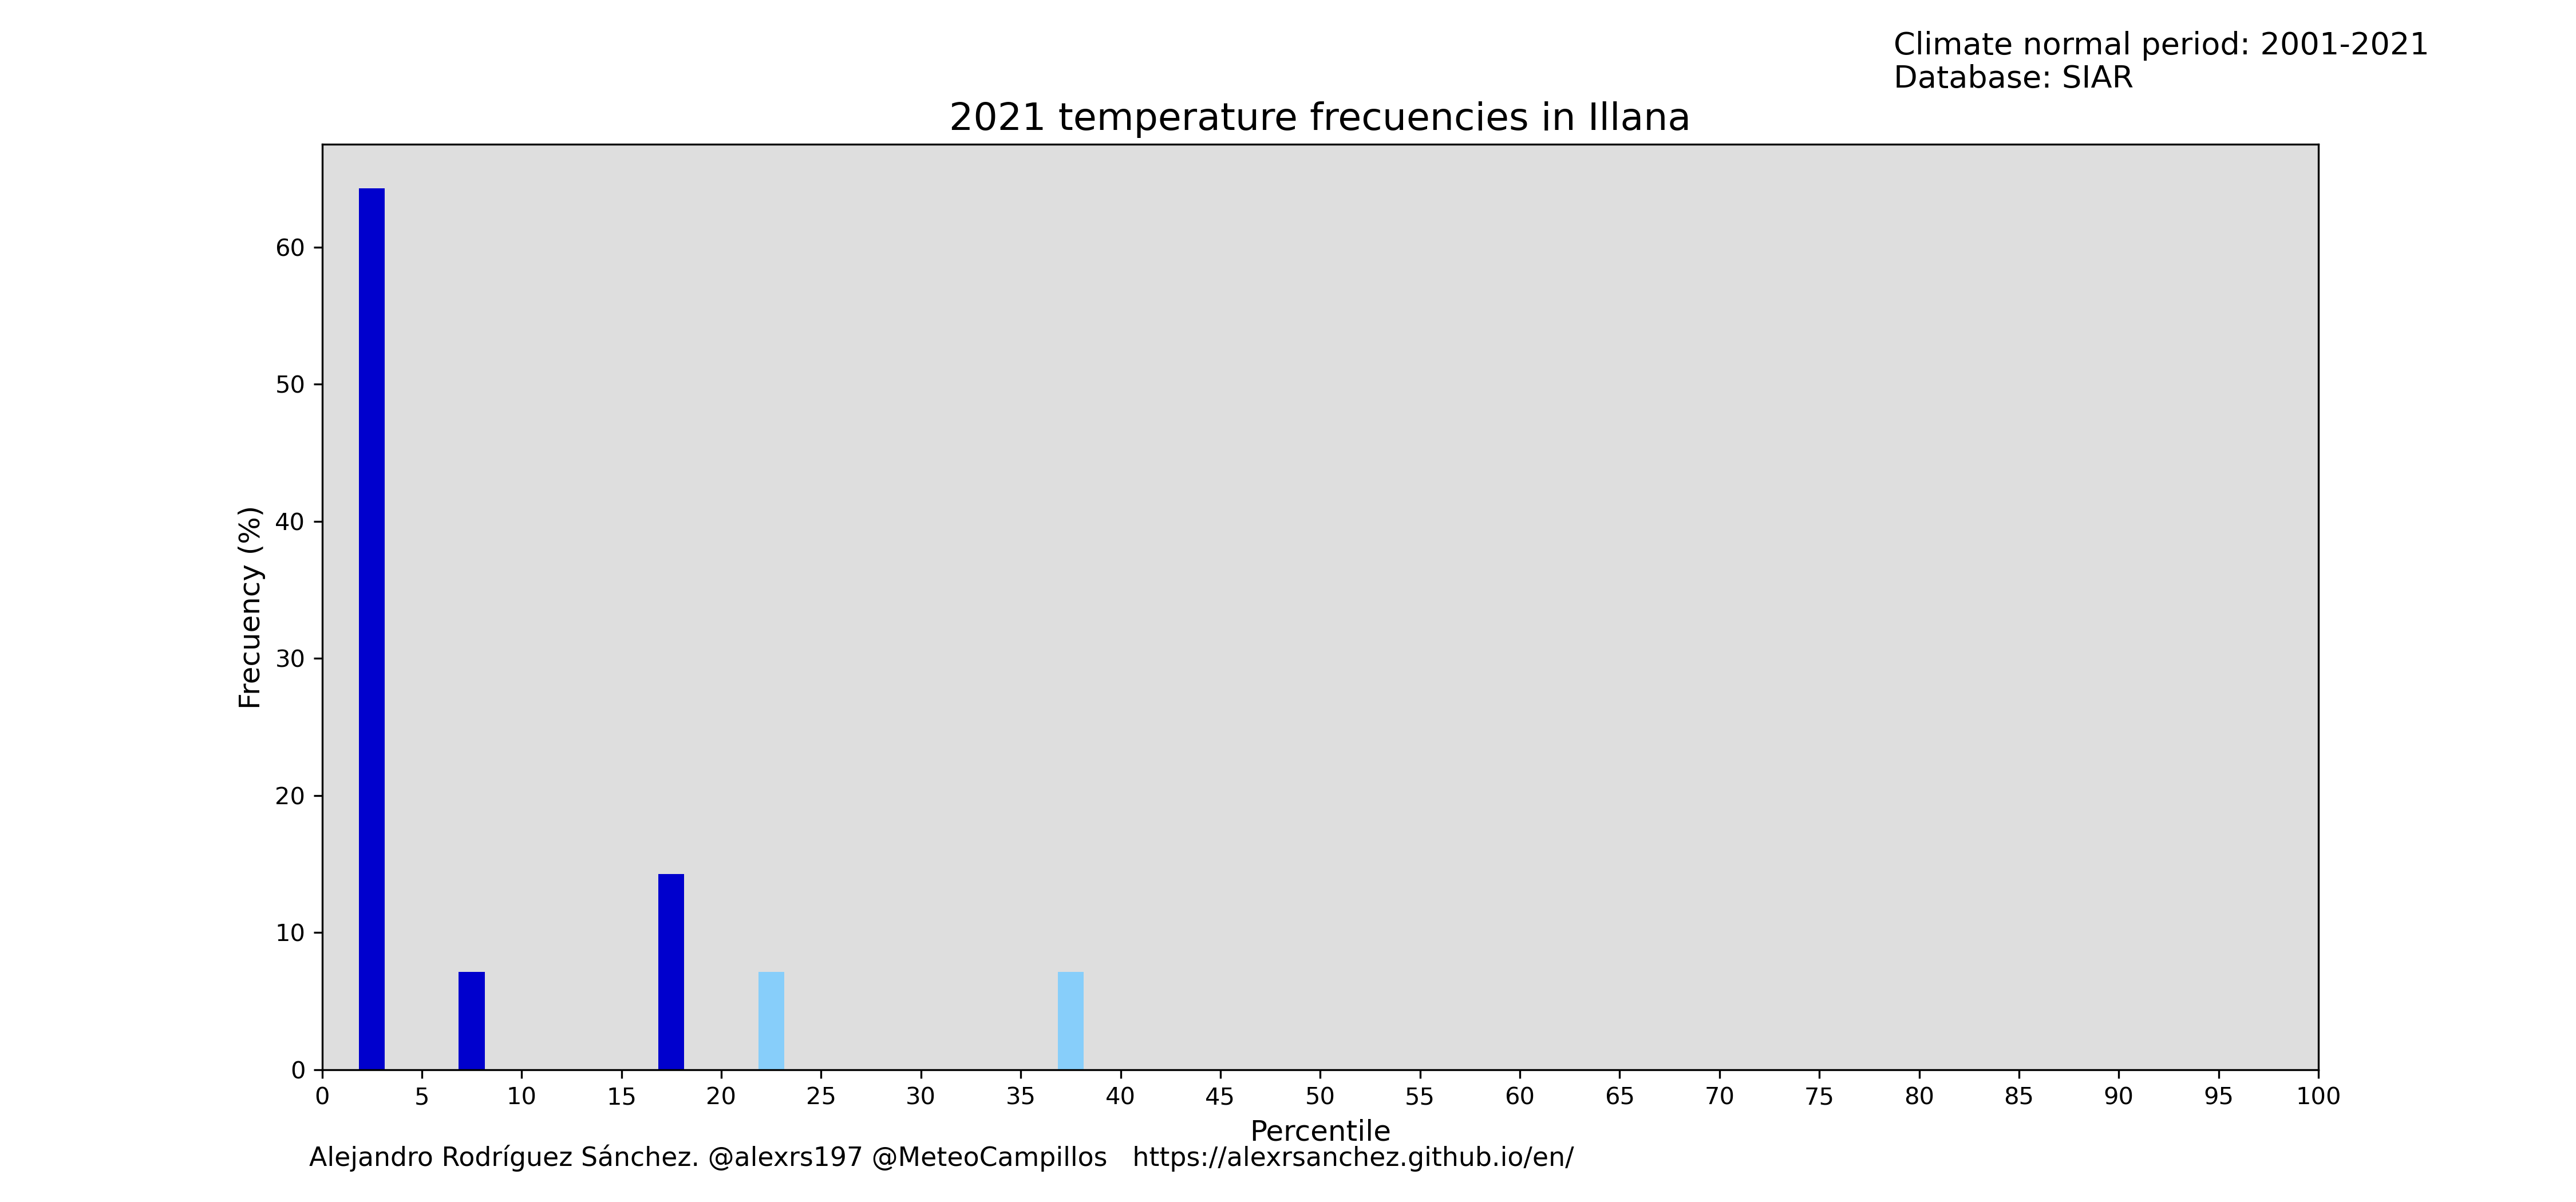 Climate normal period: 2001-2021
Database: SIAR
2021 temperature frecuencies in Illana
60
50
40
30
20
10
0
Frecuency (%)
0 5 10 15 20 25 30 35 40 45 50 55 60 65 70 75 80 85 90 95 100
Percentile
Alejandro Rodríguez Sánchez. @alexrs197 @MeteoCampillos https://alexrsanchez.github.io/en/